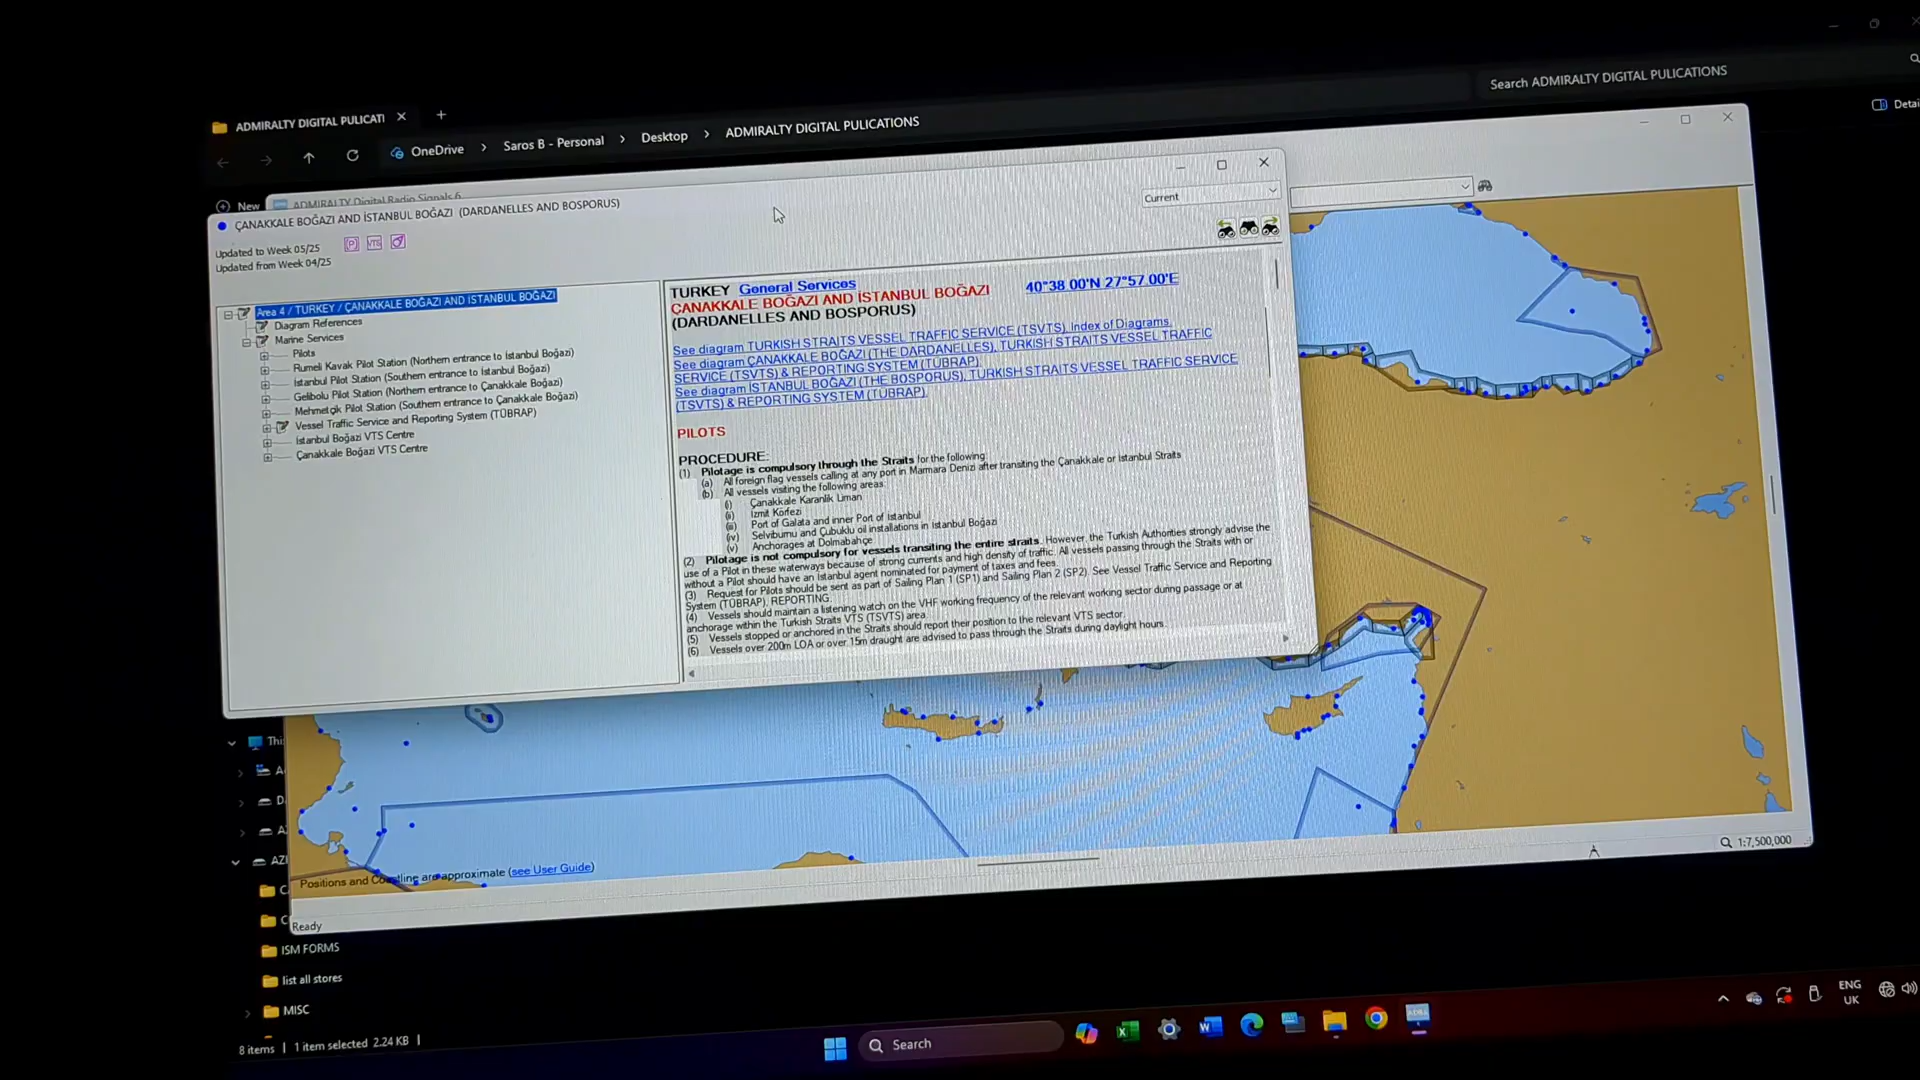 ADMIRALTY DIGITAL PULICATI
Search ADMIRALTY DIGITAL PULICATIONS
OneDrive > Saros B - Personal > Desktop > ADMIRALTY DIGITAL PULICATIONS
New
ADMIRALTY Digital Radio Signals 6
ÇANAKKALE BOĞAZI AND İSTANBUL BOĞAZI (DARDANELLES AND BOSPORUS)
Current
Updated to Week 05/25
Updated from Week 04/25
Area 4 / TURKEY / ÇANAKKALE BOĞAZI AND İSTANBUL BOĞAZI
Diagram References
Marine Services
Pilots
Rumeli Kavak Pilot Station (Northern entrance to İstanbul Boğazi)
İstanbul Pilot Station (Southern entrance to İstanbul Boğazi)
Gelibolu Pilot Station (Northern entrance to Çanakkale Boğazi)
Mehmetçik Pilot Station (Southern entrance to Çanakkale Boğazi)
Vessel Traffic Service and Reporting System (TÜBRAP)
İstanbul Boğazi VTS Centre
Çanakkale Boğazi VTS Centre
TURKEY General Services
ÇANAKKALE BOĞAZI AND İSTANBUL BOĞAZI 40°38.00'N 27°57.00'E
(DARDANELLES AND BOSPORUS)
See diagram TURKISH STRAITS VESSEL TRAFFIC SERVICE (TSVTS), Index of Diagrams.
See diagram ÇANAKKALE BOĞAZI (THE DARDANELLES), TURKISH STRAITS VESSEL TRAFFIC
SERVICE (TSVTS) & REPORTING SYSTEM (TÜBRAP).
See diagram İSTANBUL BOĞAZI (THE BOSPORUS), TURKISH STRAITS VESSEL TRAFFIC SERVICE
(TSVTS) & REPORTING SYSTEM (TÜBRAP).
PILOTS
PROCEDURE:
(1) Pilotage is compulsory through the Straits for the following
(a) All foreign flag vessels calling at any port in Marmara Denizi after transiting the Çanakkale or Istanbul Straits
(b) All vessels visiting the following areas:
(i) Çanakkale Karanlik Liman
(ii) İzmit Körfezi
(iii) Port of Galata and inner Port of Istanbul
(iv) Selviburnu and Çubuklu oil installations in Istanbul Boğazi
(v) Anchorages at Dolmabahçe
(2) Pilotage is not compulsory for vessels transiting the entire straits. However, the Turkish Authorities strongly advise the
use of a Pilot in these waterways because of strong currents and high density of traffic. All vessels passing through the Straits with or
without a Pilot should have an Istanbul agent nominated for payment of taxes and fees.
(3) Request for Pilots should be sent as part of Sailing Plan 1 (SP1) and Sailing Plan 2 (SP2). See Vessel Traffic Service and Reporting
System (TÜBRAP), REPORTING.
(4) Vessels should maintain a listening watch on the VHF working frequency of the relevant working sector during passage or at
anchorage within the Turkish Straits VTS (TSVTS) area
(5) Vessels stopped or anchored in the Straits should report their position to the relevant VTS sector.
(6) Vessels over 200m LOA or over 15m draught are advised to pass through the Straits during daylight hours.
Positions and Coastline are approximate (see User Guide)
1:7,500,000
Ready
ISM FORMS
list all stores
MISC
8 items | 1 item selected 2.24 KB
Search
ENG
UK